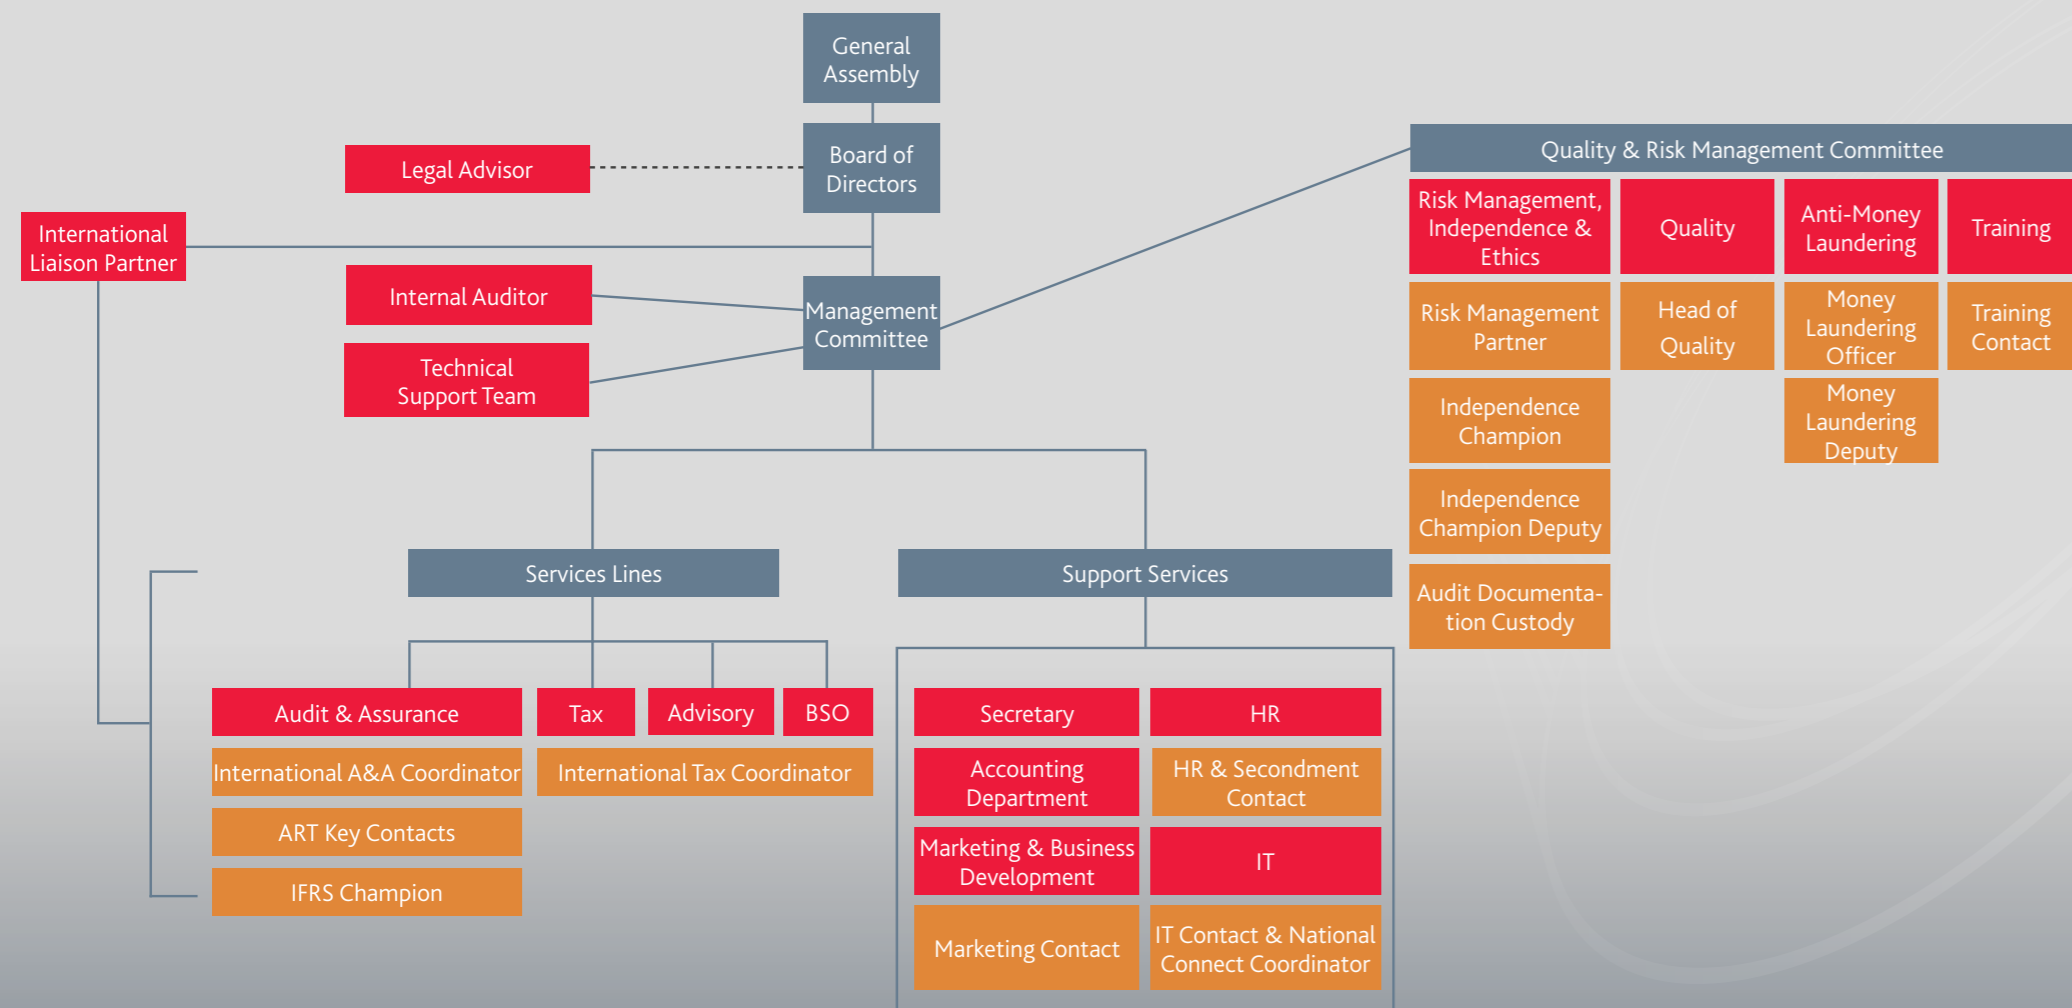 General
Assembly
Board of
Directors
Legal Advisor
International
Liaison Partner
Internal Auditor
Management
Committee
Technical
Support Team
Quality & Risk Management Committee
Risk Management,
Independence &
Ethics
Quality
Anti-Money
Laundering
Training
Risk Management
Partner
Head of
Quality
Money
Laundering
Officer
Training
Contact
Independence
Champion
Money
Laundering
Deputy
Independence
Champion Deputy
Audit Documenta-
tion Custody
Services Lines
Support Services
Audit & Assurance
Tax
Advisory
BSO
International A&A Coordinator
International Tax Coordinator
ART Key Contacts
IFRS Champion
Secretary
HR
Accounting
Department
HR & Secondment
Contact
Marketing & Business
Development
IT
Marketing Contact
IT Contact & National
Connect Coordinator